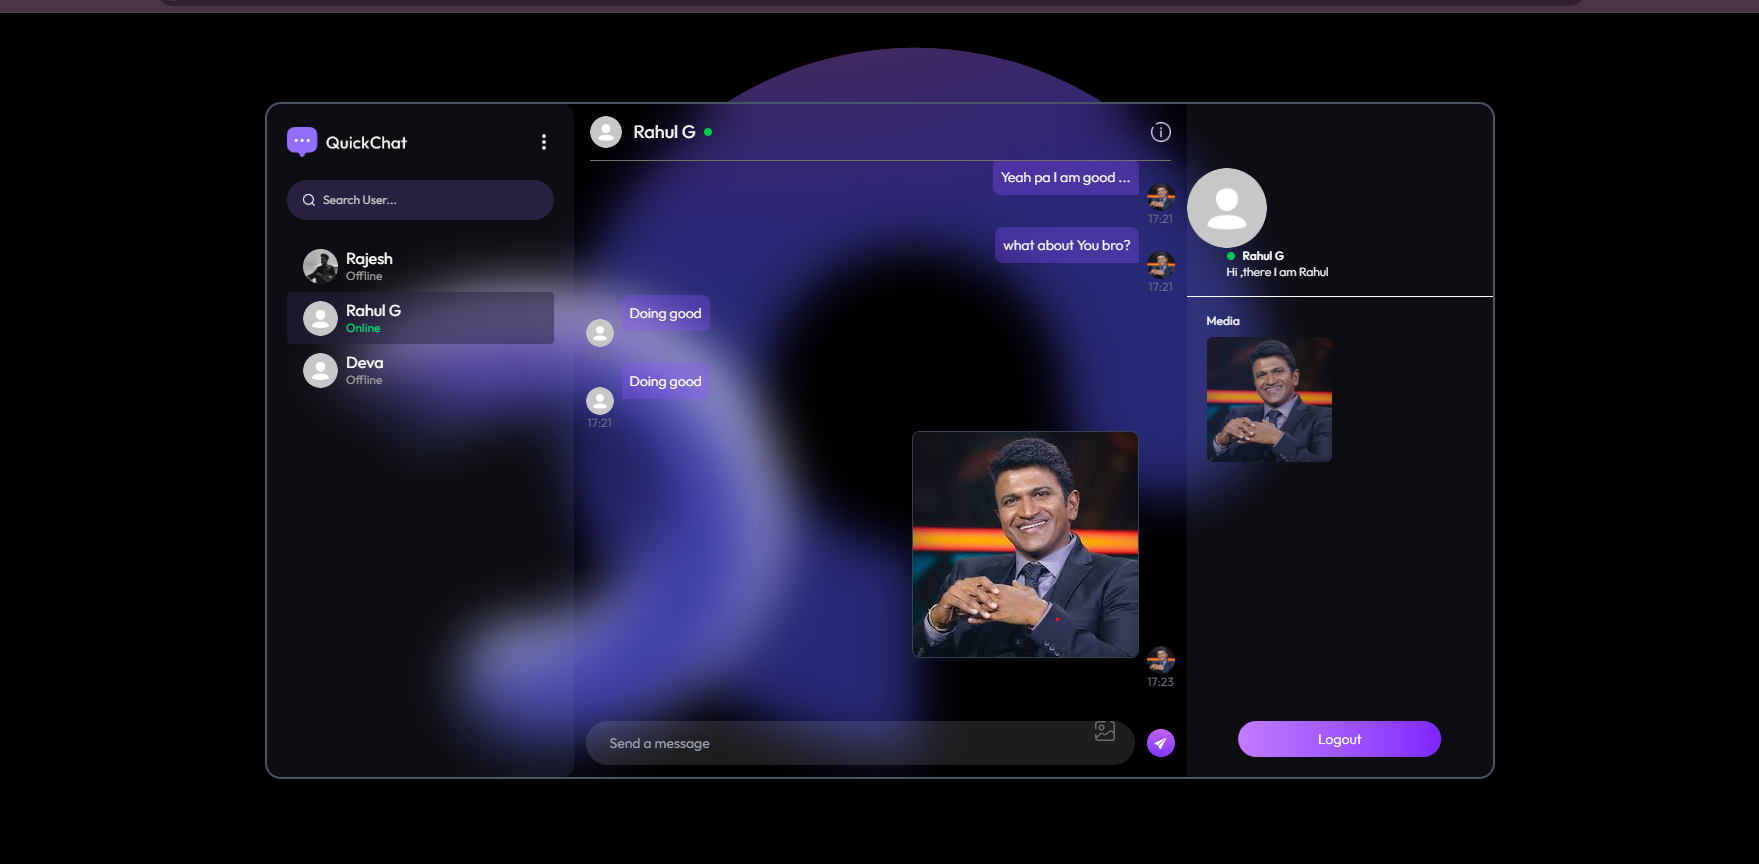 QuickChat
Search User...
Rajesh
Offline
Rahul G
Online
Deva
Offline
Rahul G
Yeah pa I am good ...
17:21
what about You bro?
17:21
Doing good
Doing good
17:21
17:23
Send a message
Rahul G
Hi ,there I am Rahul
Media
Logout